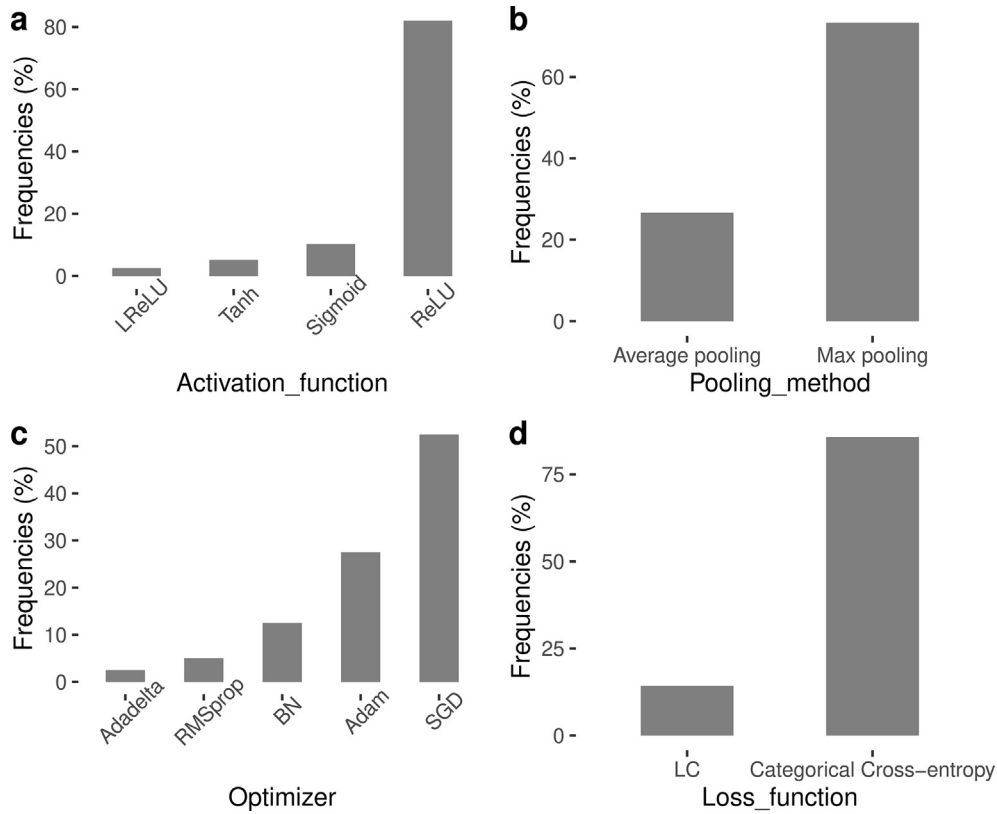 a
Frequencies (%)
80
60
40
20
0
LReLU
Tanh
Sigmoid
ReLU
Activation_function
b
Frequencies (%)
60
40
20
0
Average pooling
Max pooling
Pooling_method
c
Frequencies (%)
50
40
30
20
10
0
Adadelta
RMSprop
BN
Adam
SGD
Optimizer
d
Frequencies (%)
75
50
25
0
LC
Categorical Cross−entropy
Loss_function